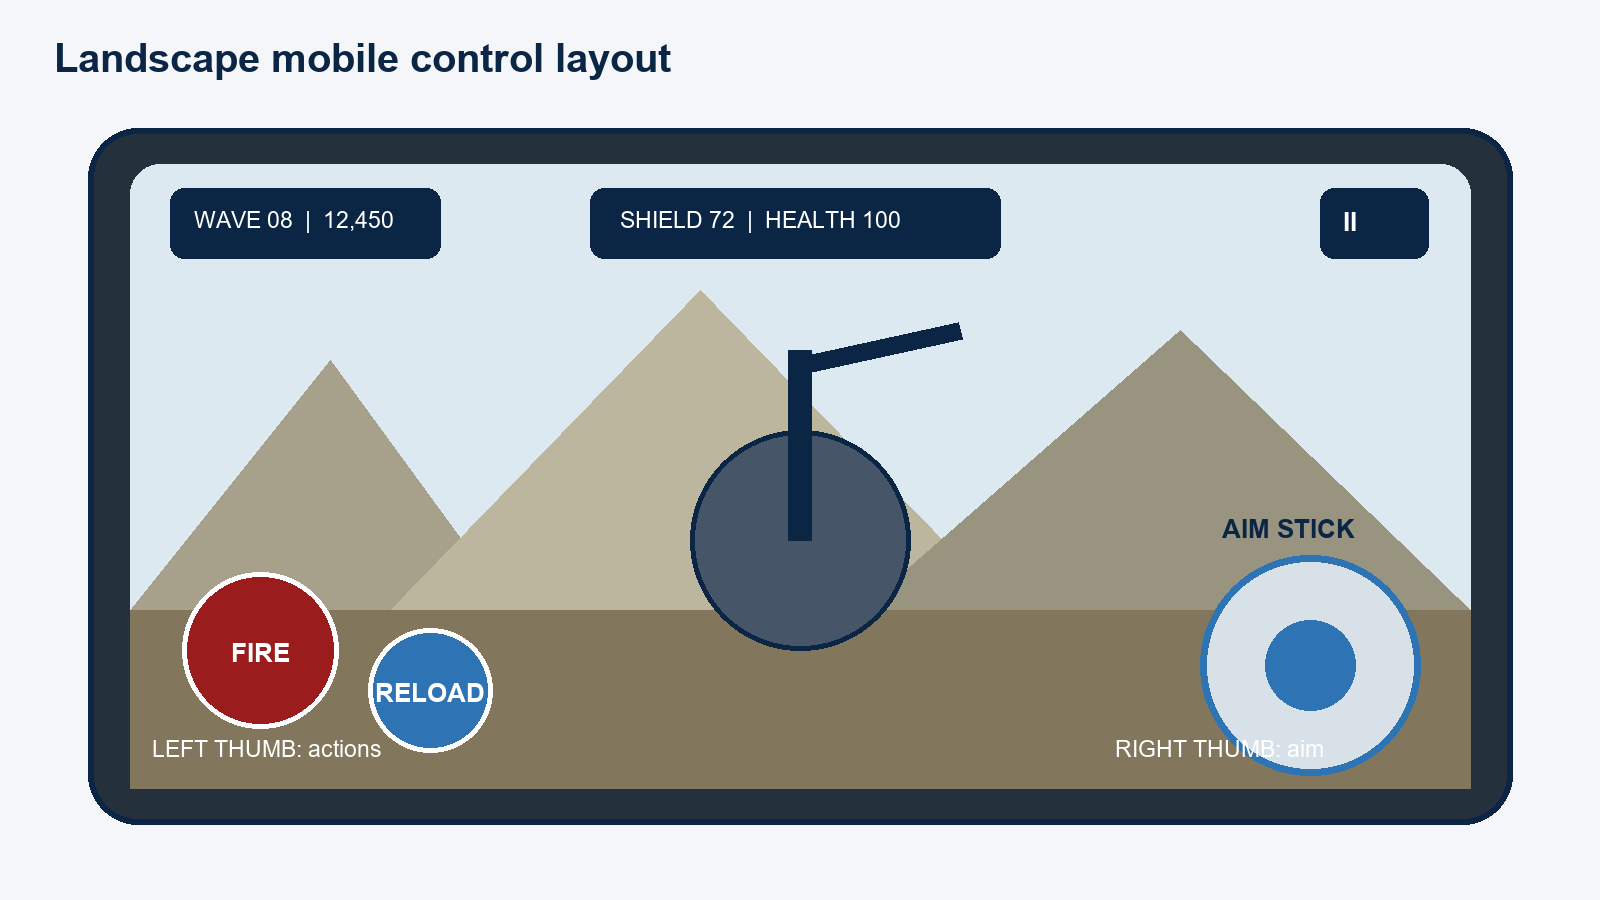 Landscape mobile control layout
WAVE 08 | 12,450
SHIELD 72 | HEALTH 100
II
AIM STICK
FIRE
RELOAD
LEFT THUMB: actions
RIGHT THUMB: aim